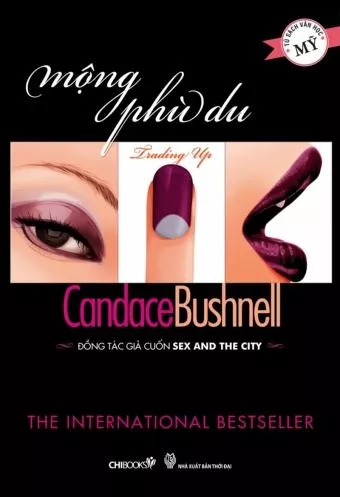 TỦ SÁCH VĂN HỌC
MỸ
mộng
phù du
Trading Up
CandaceBushnell
ĐỒNG TÁC GIẢ CUỐN SEX AND THE CITY
THE INTERNATIONAL BESTSELLER
CHIBOOKS
NHÀ XUẤT BẢN THỜI ĐẠI